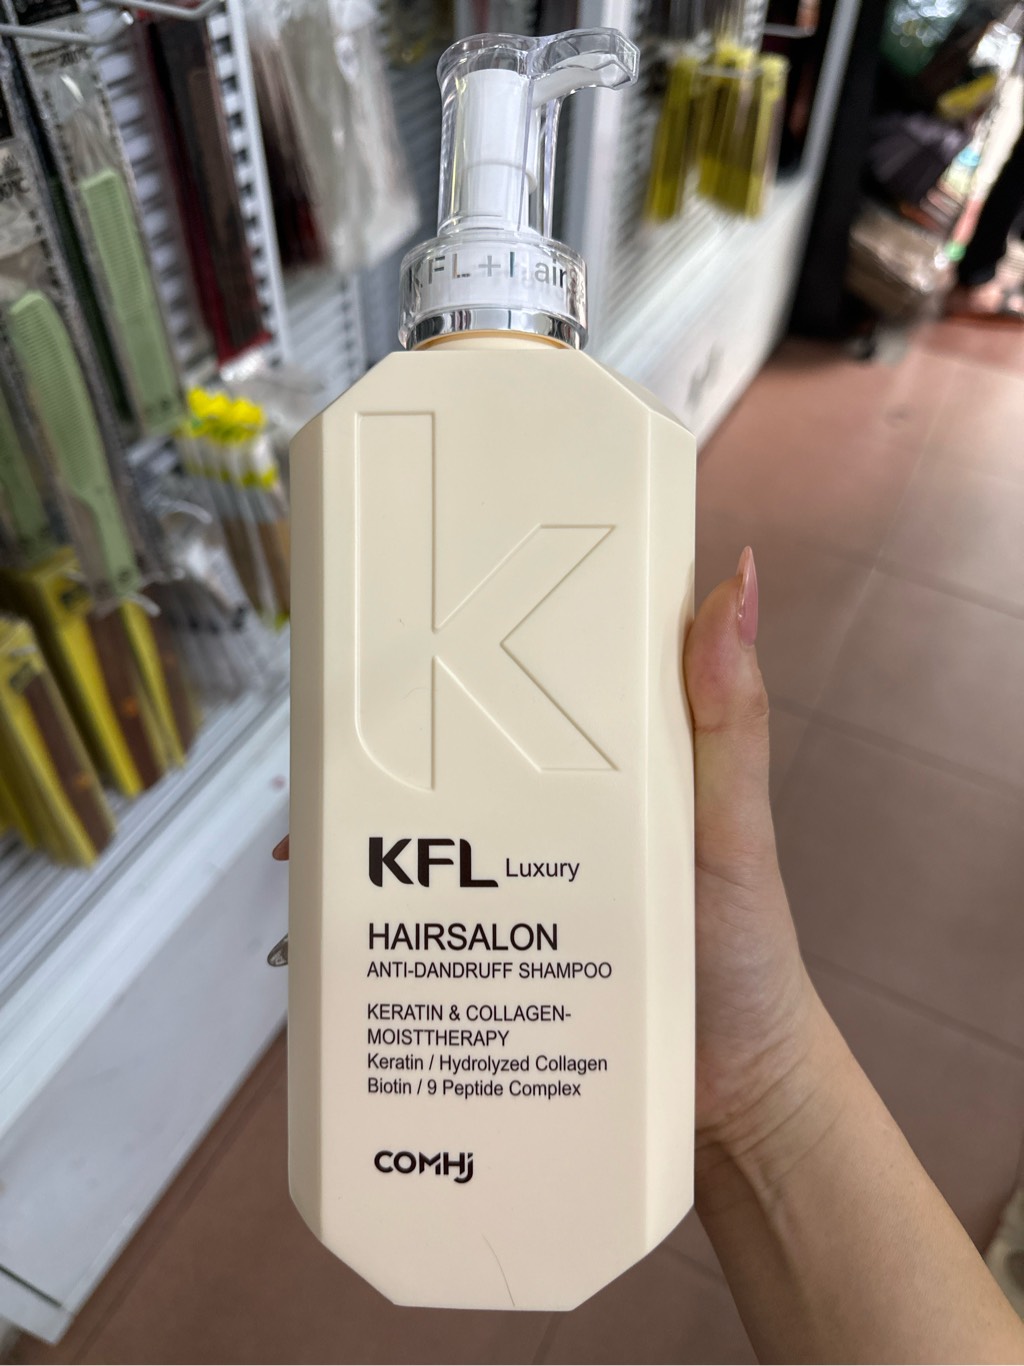 KFL+hair
KFL Luxury
HAIRSALON
ANTI-DANDRUFF SHAMPOO
KERATIN & COLLAGEN-
MOISTTHERAPY
Keratin / Hydrolyzed Collagen
Biotin / 9 Peptide Complex
COMHj